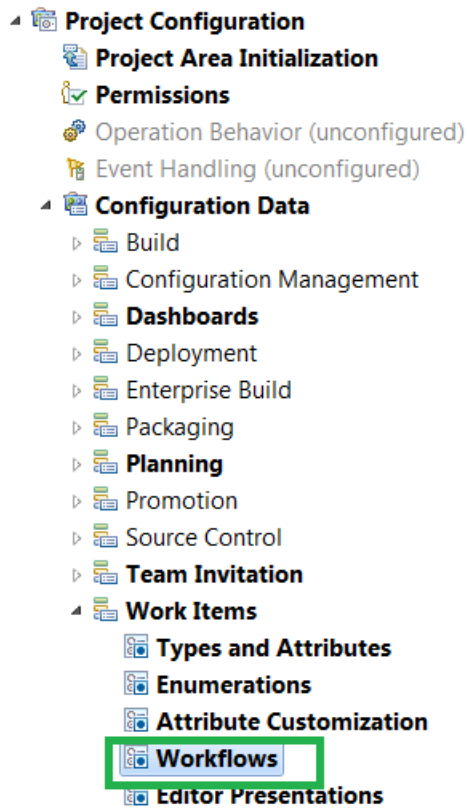 Project Configuration
Project Area Initialization
Permissions
Operation Behavior (unconfigured)
Event Handling (unconfigured)
Configuration Data
Build
Configuration Management
Dashboards
Deployment
Enterprise Build
Packaging
Planning
Promotion
Source Control
Team Invitation
Work Items
Types and Attributes
Enumerations
Attribute Customization
Workflows
Editor Presentations